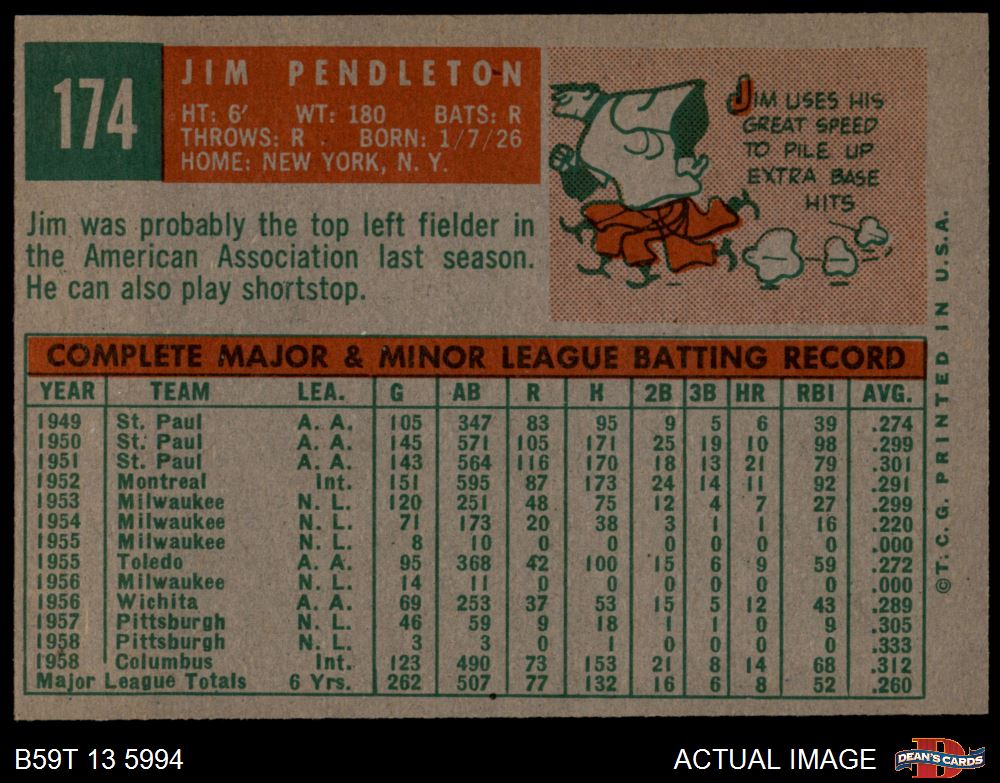 174
JIM PENDLETON
HT: 6' WT: 180 BATS: R
THROWS: R . BORN: 1/7/26
HOME: NEW YORK, N. Y.
JIM USES HIS
GREAT SPEED
TO PILE UP
EXTRA BASE
HITS
Jim was probably the top left fielder in
the American Association last season.
He can also play shortstop.
COMPLETE MAJOR & MINOR LEAGUE BATTING RECORD
YEAR TEAM LEA. G AB R H 2B 3B HR RBI AVG.
1949 St. Paul A. A. 105 347 83 95 9 5 6 39 .274
1950 St. Paul A. A. 145 571 105 171 25 19 10 98 .299
1951 St. Paul A. A. 143 564 116 170 18 13 21 79 .301
1952 Montreal Int. 151 595 87 173 24 14 11 92 .291
1953 Milwaukee N. L. 120 251 48 75 12 4 7 27 .299
1954 Milwaukee N. L. 71 173 20 38 3 1 1 16 .220
1955 Milwaukee N. L. 8 10 0 0 0 0 0 0 .000
1955 Toledo A. A. 95 368 42 100 15 6 9 59 .272
1956 Milwaukee N. L. 14 11 0 0 0 0 0 0 .000
1956 Wichita A. A. 69 253 37 53 15 5 12 43 .289
1957 Pittsburgh N. L. 46 59 9 18 1 1 0 9 .305
1958 Pittsburgh N. L. 3 3 0 1 0 0 0 0 .333
1958 Columbus Int. 123 490 73 153 21 8 14 68 .312
Major League Totals 6 Yrs. 262 507 77 132 16 6 8 52 .260
©T. C. G. PRINTED IN U.S.A.
B59T 13 5994
ACTUAL IMAGE
D
DEAN'S CARDS